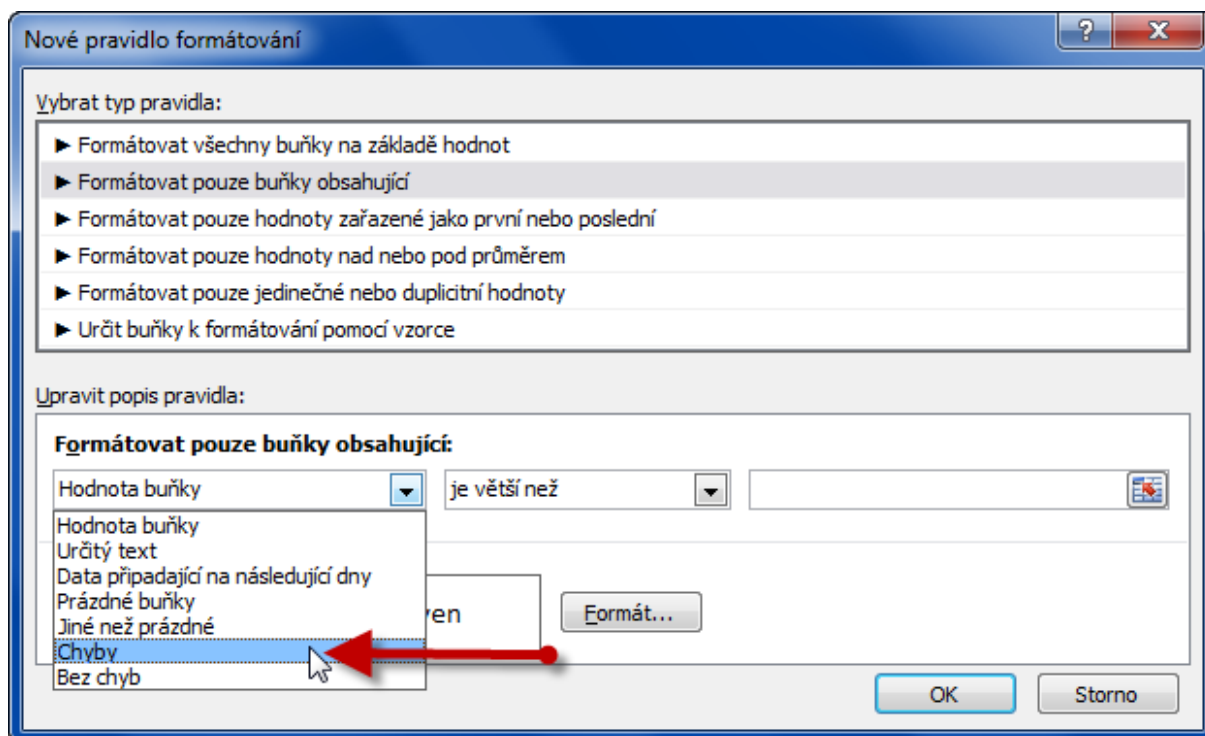 Nové pravidlo formátování
Vybrat typ pravidla:
► Formátovat všechny buňky na základě hodnot
► Formátovat pouze buňky obsahující
► Formátovat pouze hodnoty zařazené jako první nebo poslední
► Formátovat pouze hodnoty nad nebo pod průměrem
► Formátovat pouze jedinečné nebo duplicitní hodnoty
► Určit buňky k formátování pomocí vzorce
Upravit popis pravidla:
Formátovat pouze buňky obsahující:
Hodnota buňky je větší než
Hodnota buňky
Určitý text
Data připadající na následující dny
Prázdné buňky
Jiné než prázdné
Chyby
Bez chyb
Formát...
OK Storno